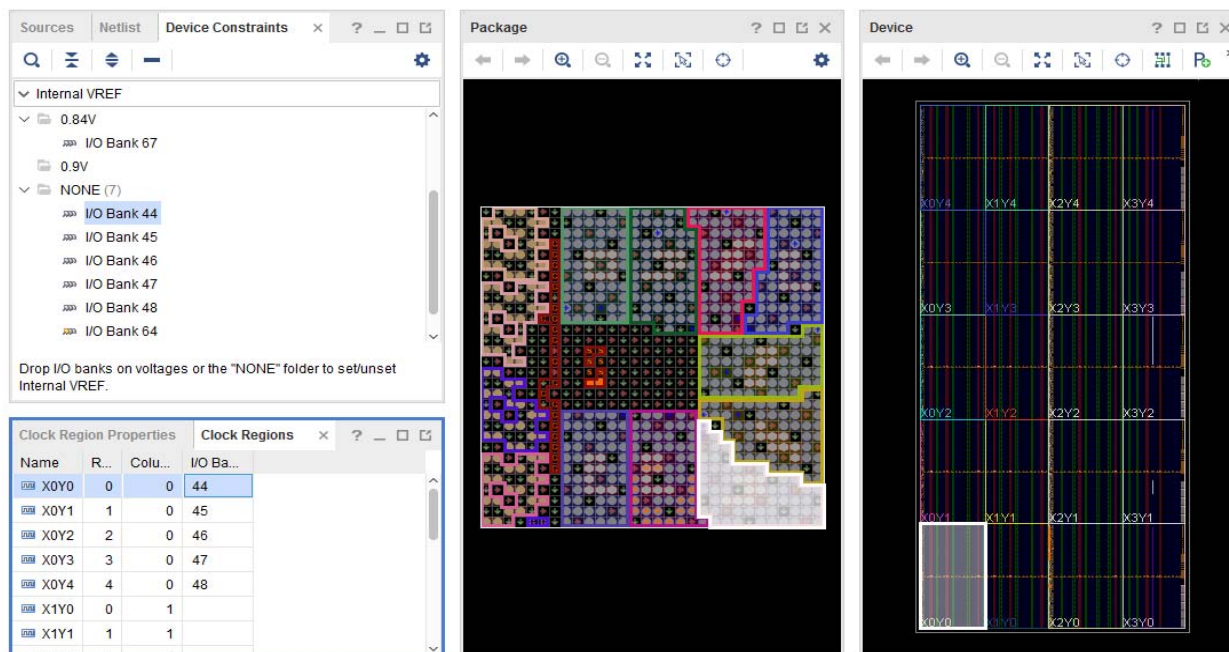 Sources Netlist Device Constraints
Internal VREF
0.84V
I/O Bank 67
0.9V
NONE (7)
I/O Bank 44
I/O Bank 45
I/O Bank 46
I/O Bank 47
I/O Bank 48
I/O Bank 64
Drop I/O banks on voltages or the "NONE" folder to set/unset
Internal VREF.
Clock Region Properties Clock Regions
Name R... Colu... I/O Ba...
X0Y0 0 0 44
X0Y1 1 0 45
X0Y2 2 0 46
X0Y3 3 0 47
X0Y4 4 0 48
X1Y0 0 1
X1Y1 1 1
Package
Device
X0Y4 X1Y4 X2Y4 X3Y4
X0Y3 X1Y3 X2Y3 X3Y3
X0Y2 X1Y2 X2Y2 X3Y2
X0Y1 X1Y1 X2Y1 X3Y1
X0Y0 X1Y0 X2Y0 X3Y0